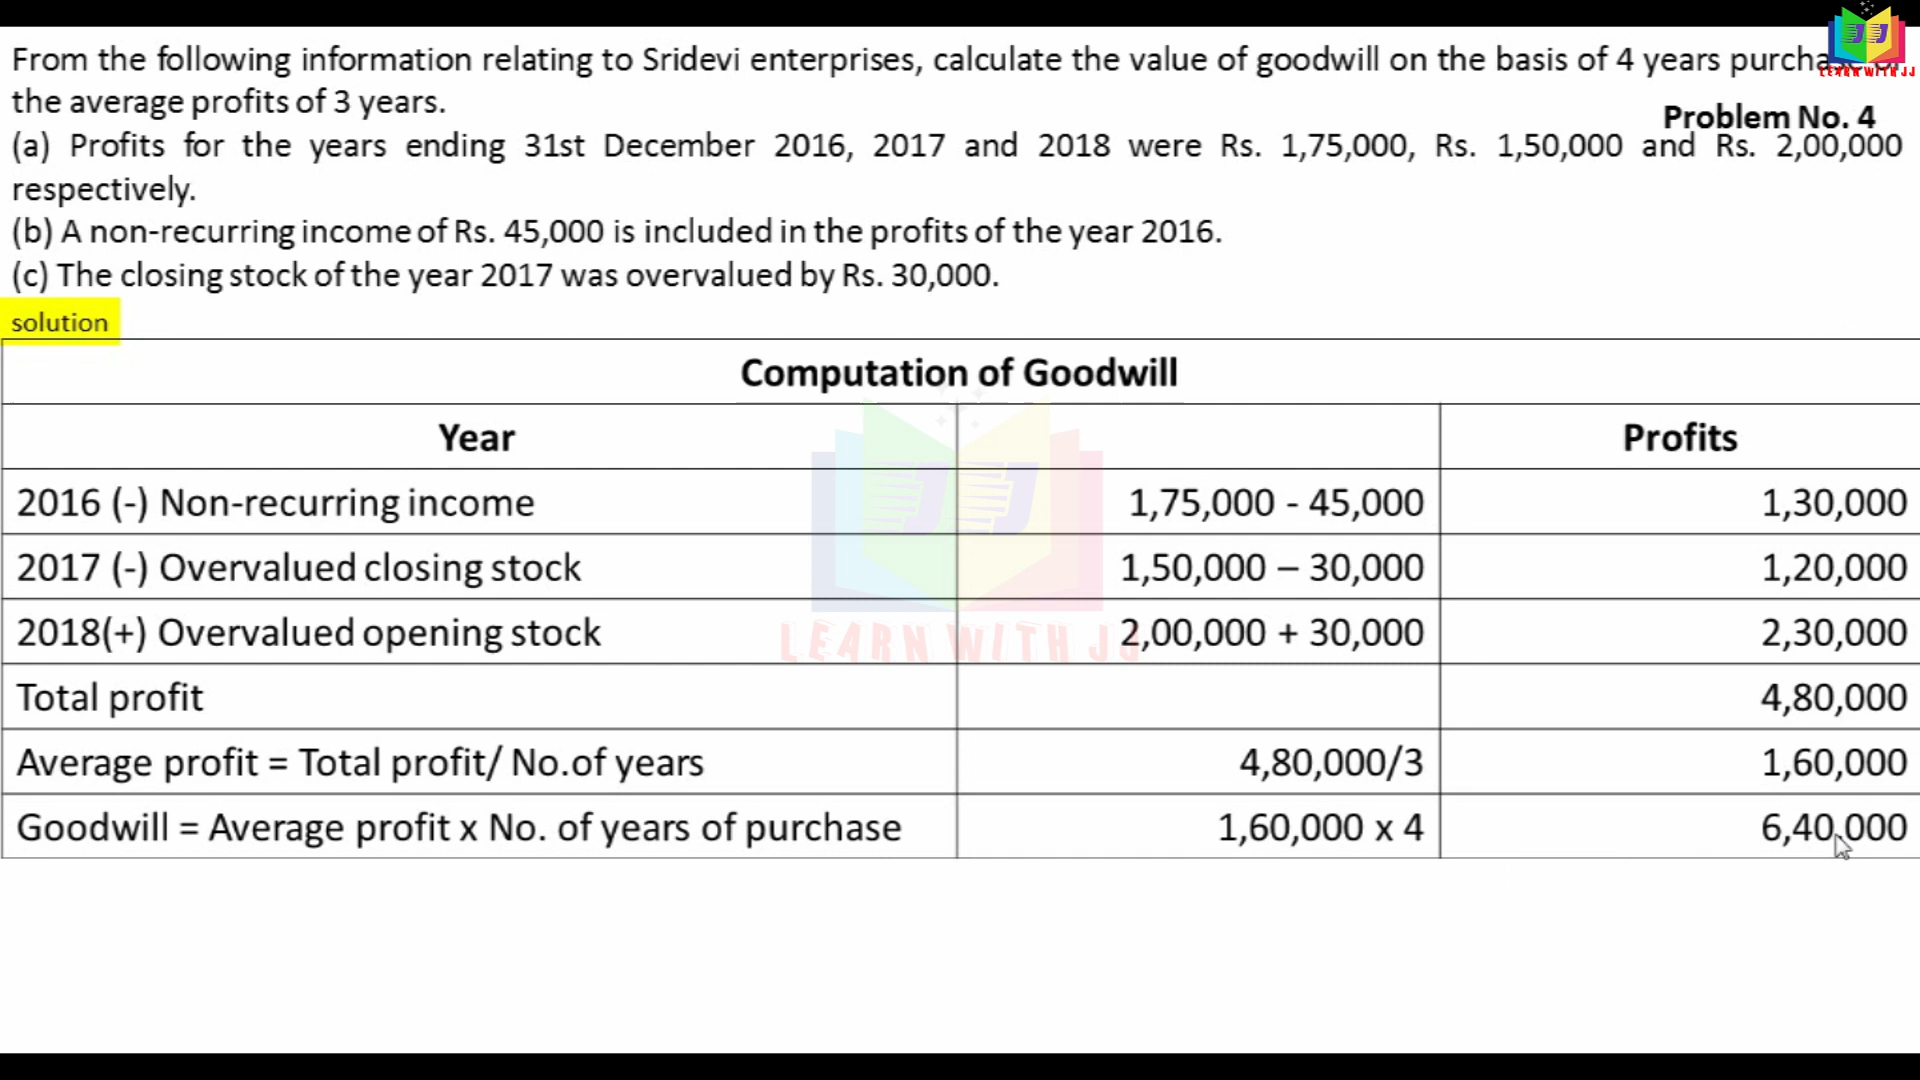 From the following information relating to Sridevi enterprises, calculate the value of goodwill on the basis of 4 years
the average profits of 3 years.
Problem No. 4
(a) Profits for the years ending 31st December 2016, 2017 and 2018 were Rs. 1,75,000, Rs. 1,50,000 and Rs. 2,00,000
respectively.
(b) A non-recurring income of Rs. 45,000 is included in the profits of the year 2016.
(c) The closing stock of the year 2017 was overvalued by Rs. 30,000.
solution
Computation of Goodwill
Year Profits
2016 (-) Non-recurring income 1,75,000 - 45,000 1,30,000
2017 (-) Overvalued closing stock 1,50,000 – 30,000 1,20,000
2018(+) Overvalued opening stock 2,00,000 + 30,000 2,30,000
Total profit 4,80,000
Average profit = Total profit/ No.of years 4,80,000/3 1,60,000
Goodwill = Average profit x No. of years of purchase 1,60,000 x 4 6,40,000
JJ
LEARN WITH JJ
JJ
LEARN WITH JJ